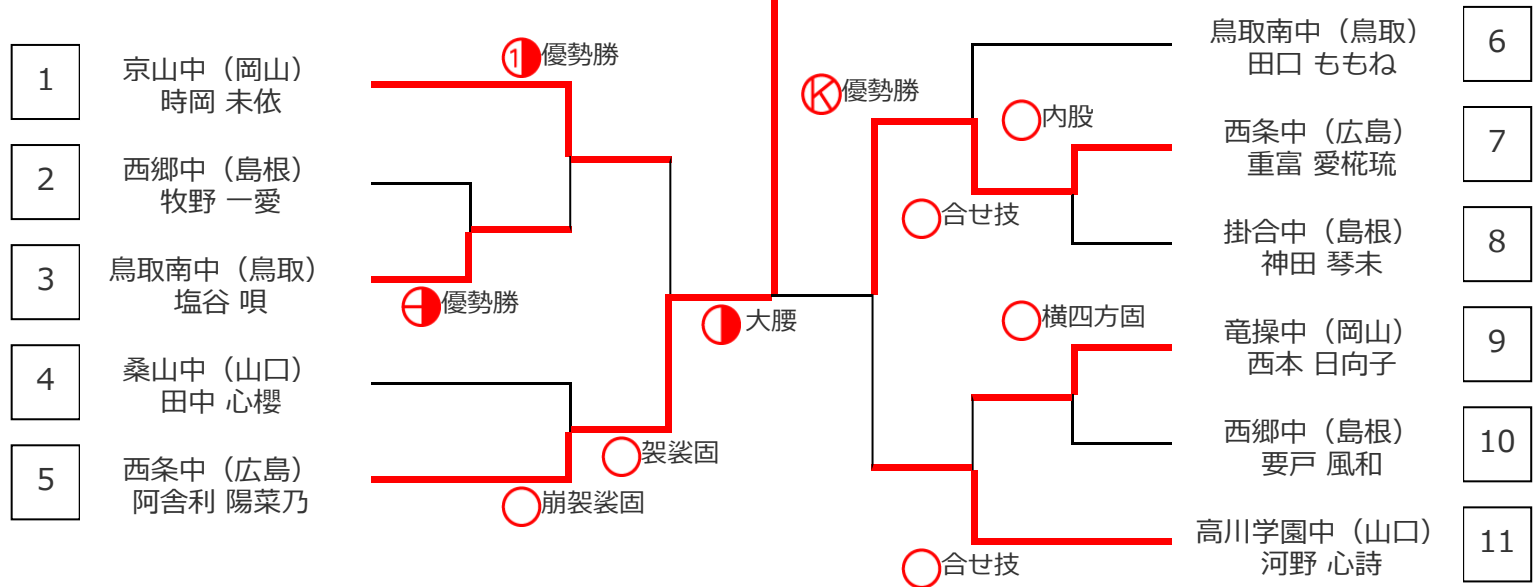 1
京山中（岡山）
時岡 未依
2
西郷中（島根）
牧野 一愛
3
鳥取南中（鳥取）
塩谷 唄
4
桑山中（山口）
田中 心櫻
5
西条中（広島）
阿舎利 陽菜乃
1 優勢勝
優勢勝
袈裟固
崩袈裟固
大腰
K 優勢勝
内股
合せ技
横四方固
合せ技
鳥取南中（鳥取）
田口 ももね
6
西条中（広島）
重富 愛椛琉
7
掛合中（島根）
神田 琴未
8
竜操中（岡山）
西本 日向子
9
西郷中（島根）
要戸 風和
10
高川学園中（山口）
河野 心詩
11